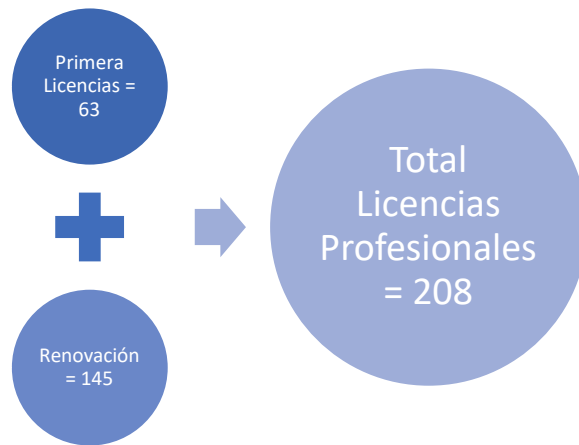 Primera
Licencias =
63
Renovación
= 145
Total
Licencias
Profesionales
= 208